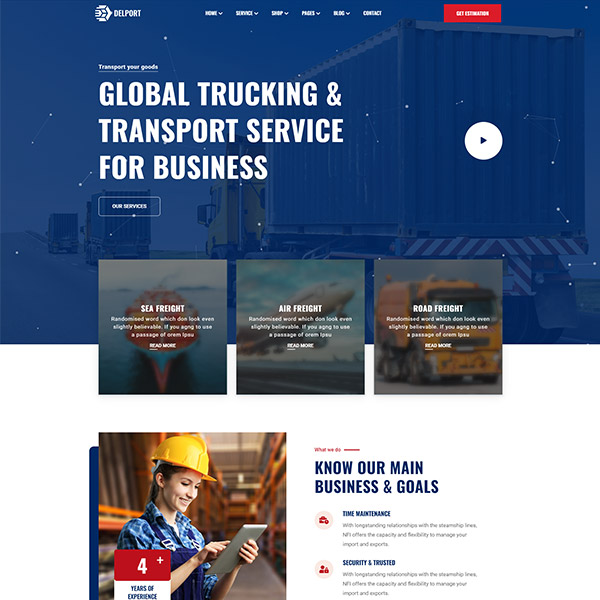 DELPORT
HOME SERVICE SHOP PAGES BLOG CONTACT
GET ESTIMATION
Transport your goods
GLOBAL TRUCKING &
TRANSPORT SERVICE
FOR BUSINESS
OUR SERVICES
SEA FREIGHT
Randomised word which don look even
slightly believable. If you agng to use
a passage of orem Ipsu
READ MORE
AIR FREIGHT
Randomised word which don look even
slightly believable. If you agng to use
a passage of orem Ipsu
READ MORE
ROAD FREIGHT
Randomised word which don look even
slightly believable. If you agng to use
a passage of orem Ipsu
READ MORE
4 +
YEARS OF
EXPERIENCE
What we do
KNOW OUR MAIN
BUSINESS & GOALS
TIME MAINTENANCE
With longstanding relationships with the steamship lines,
NFI offers the capacity and flexibility to manage your
import and exports.
SECURITY & TRUSTED
With longstanding relationships with the steamship lines,
NFI offers the capacity and flexibility to manage your
import and exports.